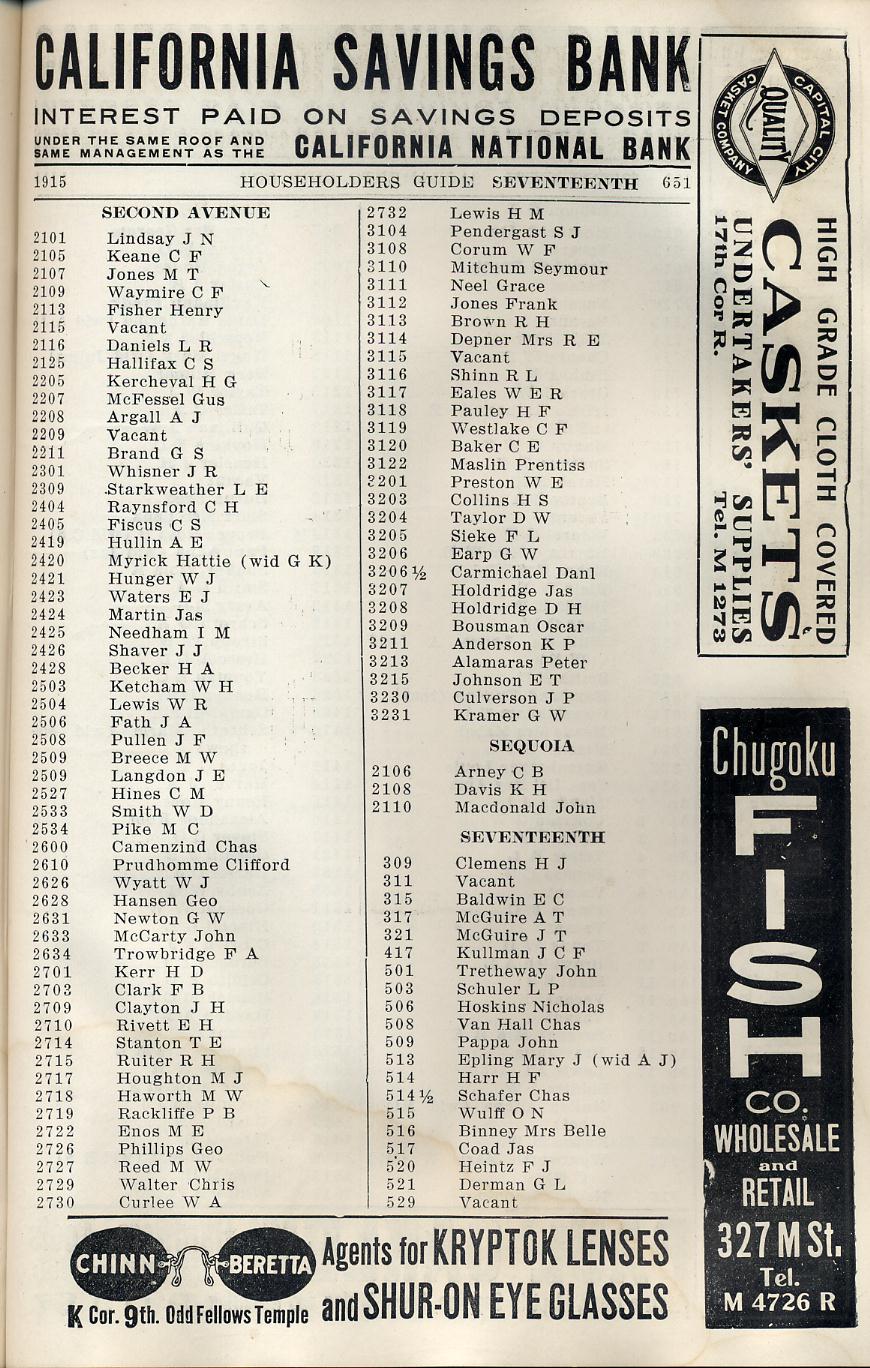 CALIFORNIA SAVINGS BANK
INTEREST PAID ON SAVINGS DEPOSITS
UNDER THE SAME ROOF AND
SAME MANAGEMENT AS THE CALIFORNIA NATIONAL BANK
1915 HOUSEHOLDERS GUIDE SEVENTEENTH 651
SECOND AVENUE
2101 Lindsay J N
2105 Keane C F
2107 Jones M T
2109 Waymire C F
2113 Fisher Henry
2115 Vacant
2116 Daniels L R
2125 Hallifax C S
2205 Kercheval H G
2207 McFessel Gus
2208 Argall A J
2209 Vacant
2211 Brand G S
2301 Whisner J R
2309 Starkweather L E
2404 Raynsford C H
2405 Fiscus C S
2419 Hullin A E
2420 Myrick Hattie (wid G K)
2421 Hunger W J
2423 Waters E J
2424 Martin Jas
2425 Needham I M
2426 Shaver J J
2428 Becker H A
2503 Ketcham W H
2504 Lewis W R
2506 Fath J A
2508 Pullen J F
2509 Breece M W
2509 Langdon J E
2527 Hines C M
2533 Smith W D
2534 Pike M C
2600 Camenzind Chas
2610 Prudhomme Clifford
2626 Wyatt W J
2628 Hansen Geo
2631 Newton G W
2633 McCarty John
2634 Trowbridge F A
2701 Kerr H D
2703 Clark F B
2709 Clayton J H
2710 Rivett E H
2714 Stanton T E
2715 Ruiter R H
2717 Houghton M J
2718 Haworth M W
2719 Rackliffe P B
2722 Enos M E
2726 Phillips Geo
2727 Reed M W
2729 Walter Chris
2730 Curlee W A
2732 Lewis H M
3104 Pendergast S J
3108 Corum W F
3110 Mitchum Seymour
3111 Neel Grace
3112 Jones Frank
3113 Brown R H
3114 Depner Mrs R E
3115 Vacant
3116 Shinn R L
3117 Eales W E R
3118 Pauley H F
3119 Westlake C F
3120 Baker C E
3122 Maslin Prentiss
3201 Preston W E
3203 Collins H S
3204 Taylor D W
3205 Sieke F L
3206 Earp G W
3206½ Carmichael Danl
3207 Holdridge Jas
3208 Holdridge D H
3209 Bousman Oscar
3211 Anderson K P
3213 Alamaras Peter
3215 Johnson E T
3230 Culverson J P
3231 Kramer G W
SEQUOIA
2106 Arney C B
2108 Davis K H
2110 Macdonald John
SEVENTEENTH
309 Clemens H J
311 Vacant
315 Baldwin E C
317 McGuire A T
321 McGuire J T
417 Kullman J C F
501 Tretheway John
503 Schuler L P
506 Hoskins Nicholas
508 Van Hall Chas
509 Pappa John
513 Epling Mary J (wid A J)
514 Harr H F
514½ Schafer Chas
515 Wulff O N
516 Binney Mrs Belle
517 Coad Jas
520 Heintz F J
521 Derman G L
529 Vacant
CAPITAL CITY
QUALITY
CASKET COMPANY
HIGH GRADE CLOTH COVERED
CASKETS
UNDERTAKERS' SUPPLIES
17th Cor R. Tel. M 1273
Chugoku
FISH
CO.
WHOLESALE
and
RETAIL
327 M St.
Tel.
M 4726 R
CHINN BERETTA
K Cor. 9th. Odd Fellows Temple
Agents for KRYPTOK LENSES
and SHUR-ON EYE GLASSES